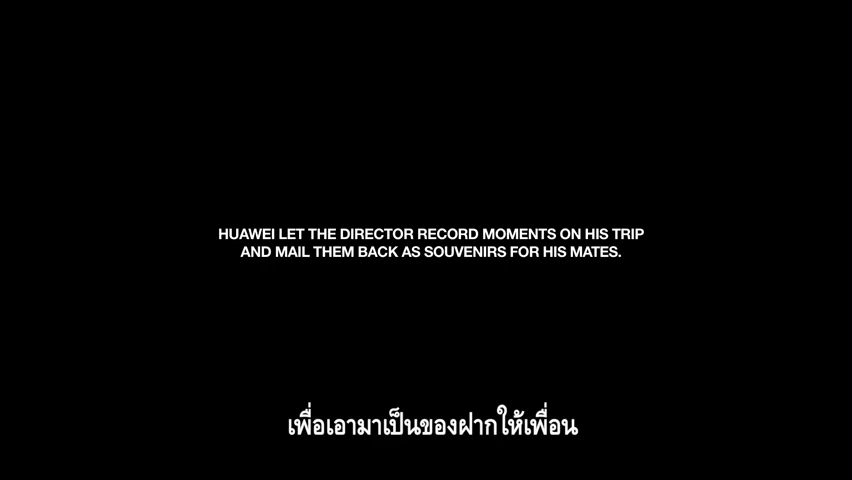 HUAWEI LET THE DIRECTOR RECORD MOMENTS ON HIS TRIP
AND MAIL THEM BACK AS SOUVENIRS FOR HIS MATES.
เพื่อเอามาเป็นของฝากให้เพื่อน